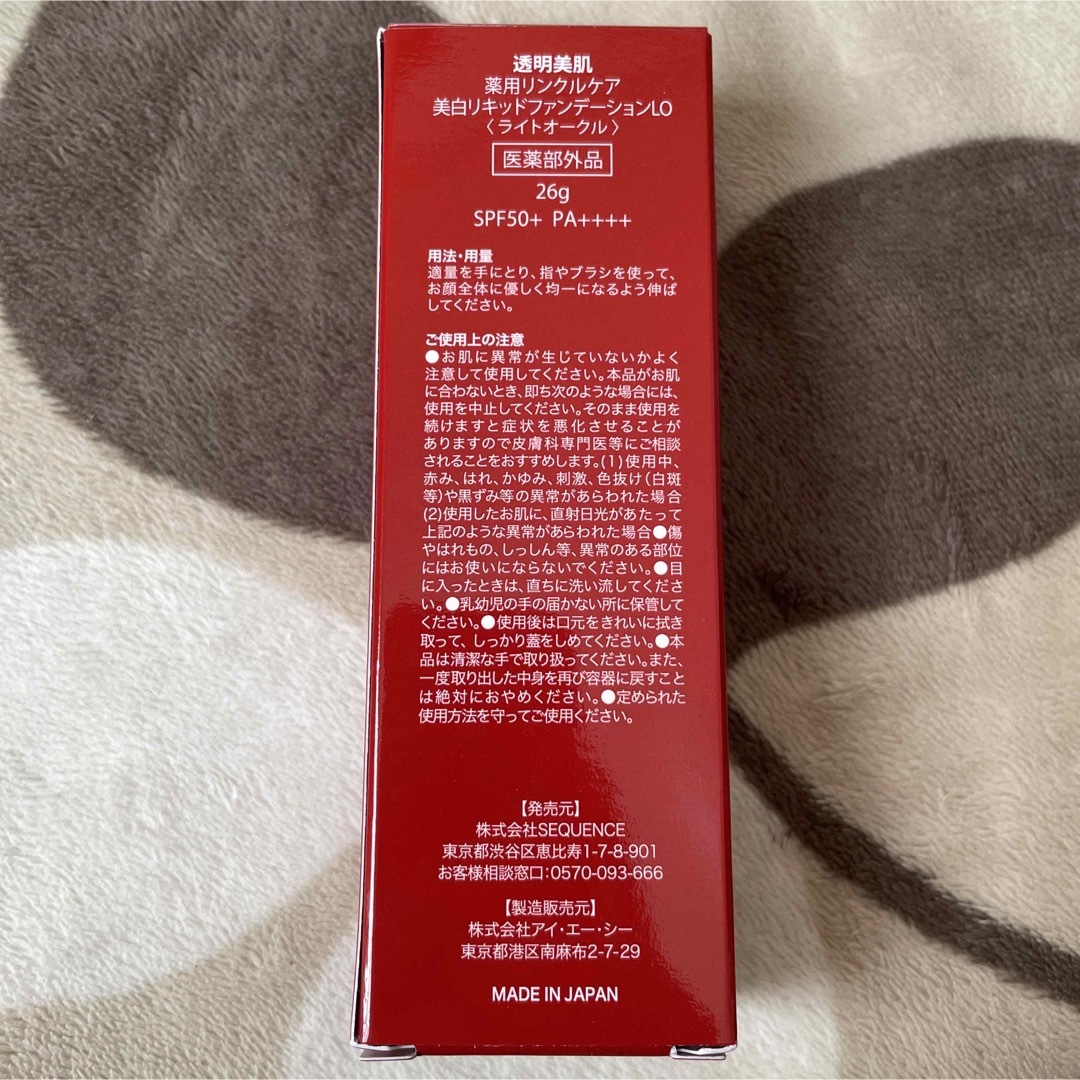 透明美肌
薬用リンクルケア
美白リキッドファンデーションLO
〈ライトオークル〉
医薬部外品
26g
SPF50+ PA++++
用法・用量
適量を手にとり、指やブラシを使って、
お顔全体に優しく均一になるよう伸ば
してください。
ご使用上の注意
●お肌に異常が生じていないかよく
注意して使用してください。本品がお肌
に合わないとき、即ち次のような場合には、
使用を中止してください。そのまま使用を
続けますと症状を悪化させることが
ありますので皮膚科専門医等にご相談
されることをおすすめします。(1)使用中、
赤み、はれ、かゆみ、刺激、色抜け(白斑
等)や黒ずみ等の異常があらわれた場合
(2)使用したお肌に、直射日光があたって
上記のような異常があらわれた場合●傷
やはれもの、しっしん等、異常のある部位
にはお使いにならないでください。●目
に入ったときは、直ちに洗い流してくださ
い。●乳幼児の手の届かない所に保管して
ください。●使用後は口元をきれいに拭き
取って、しっかり蓋をしめてください。●本
品は清潔な手で取り扱ってください。また、
一度取り出した中身を再び容器に戻すこと
は絶対におやめください。●定められた
使用方法を守ってご使用ください。
【発売元】
株式会社SEQUENCE
東京都渋谷区恵比寿1-7-8-901
お客様相談窓口:0570-093-666
【製造販売元】
株式会社アイ・エー・シー
東京都港区南麻布2-7-29
MADE IN JAPAN